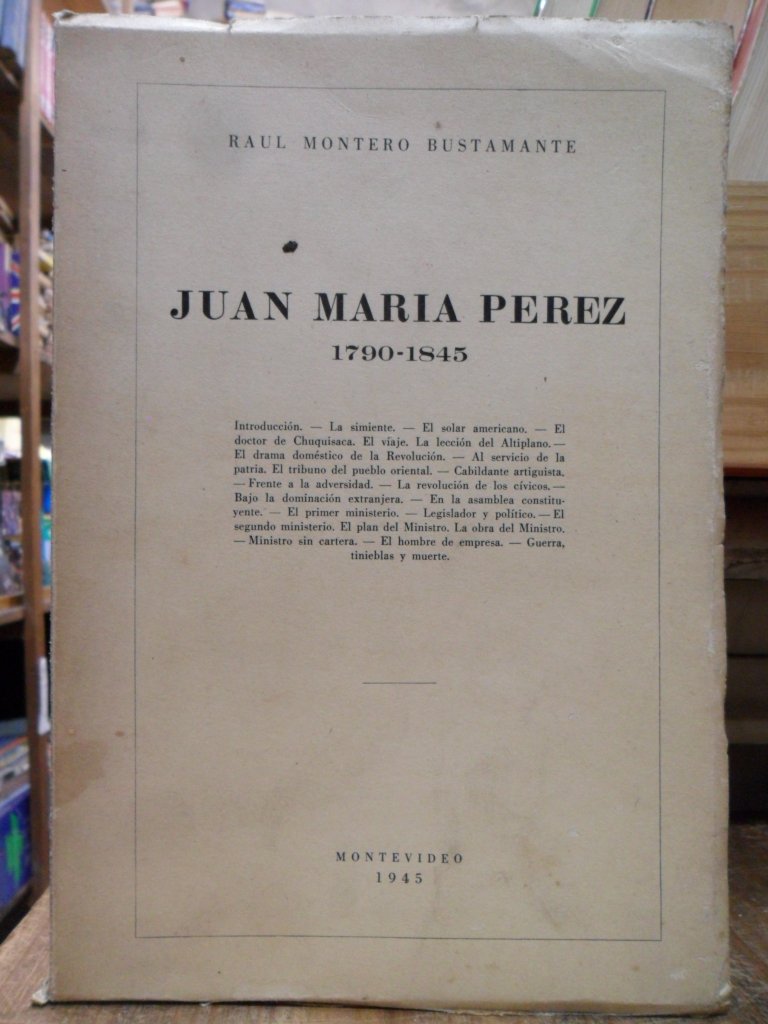 RAUL MONTERO BUSTAMANTE
JUAN MARIA PEREZ
1790-1845
Introducción. — La simiente. — El solar americano. — El
doctor de Chuquisaca. El viaje. La lección del Altiplano. —
El drama doméstico de la Revolución. — Al servicio de la
patria. El tribuno del pueblo oriental. — Cabildante artiguista.
— Frente a la adversidad. — La revolución de los cívicos. —
Bajo la dominación extranjera. — En la asamblea constitu-
yente. — El primer ministerio. — Legislador y político. — El
segundo ministerio. El plan del Ministro. La obra del Ministro.
— Ministro sin cartera. — El hombre de empresa. — Guerra,
tinieblas y muerte.
MONTEVIDEO
1945